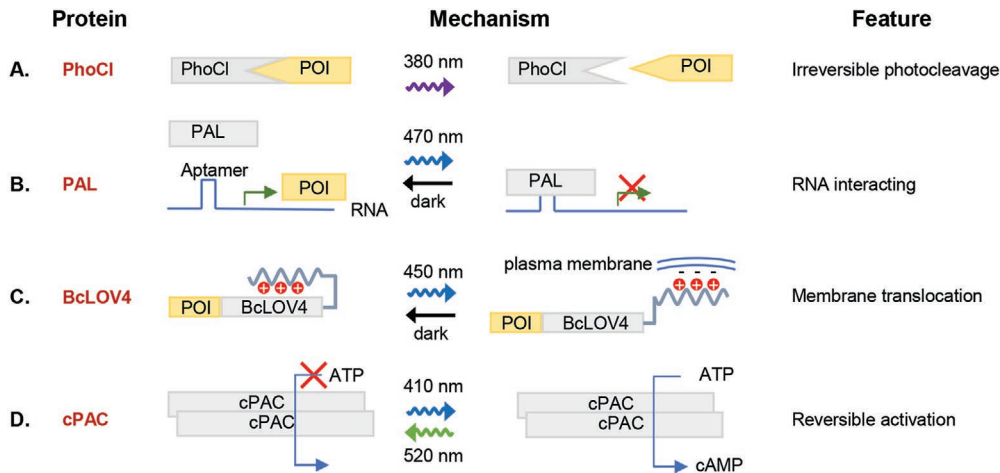 Protein Mechanism Feature
A. PhoCl PhoCl POI 380 nm PhoCl POI Irreversible photocleavage
PAL
470 nm
Aptamer
B. PAL POI PAL RNA interacting
dark
RNA
plasma membrane - - -
450 nm
+ + + + + +
C. BcLOV4 Membrane translocation
POI BcLOV4 dark POI BcLOV4
ATP 410 nm ATP
cPAC cPAC
D. cPAC cPAC cPAC Reversible activation
520 nm cAMP